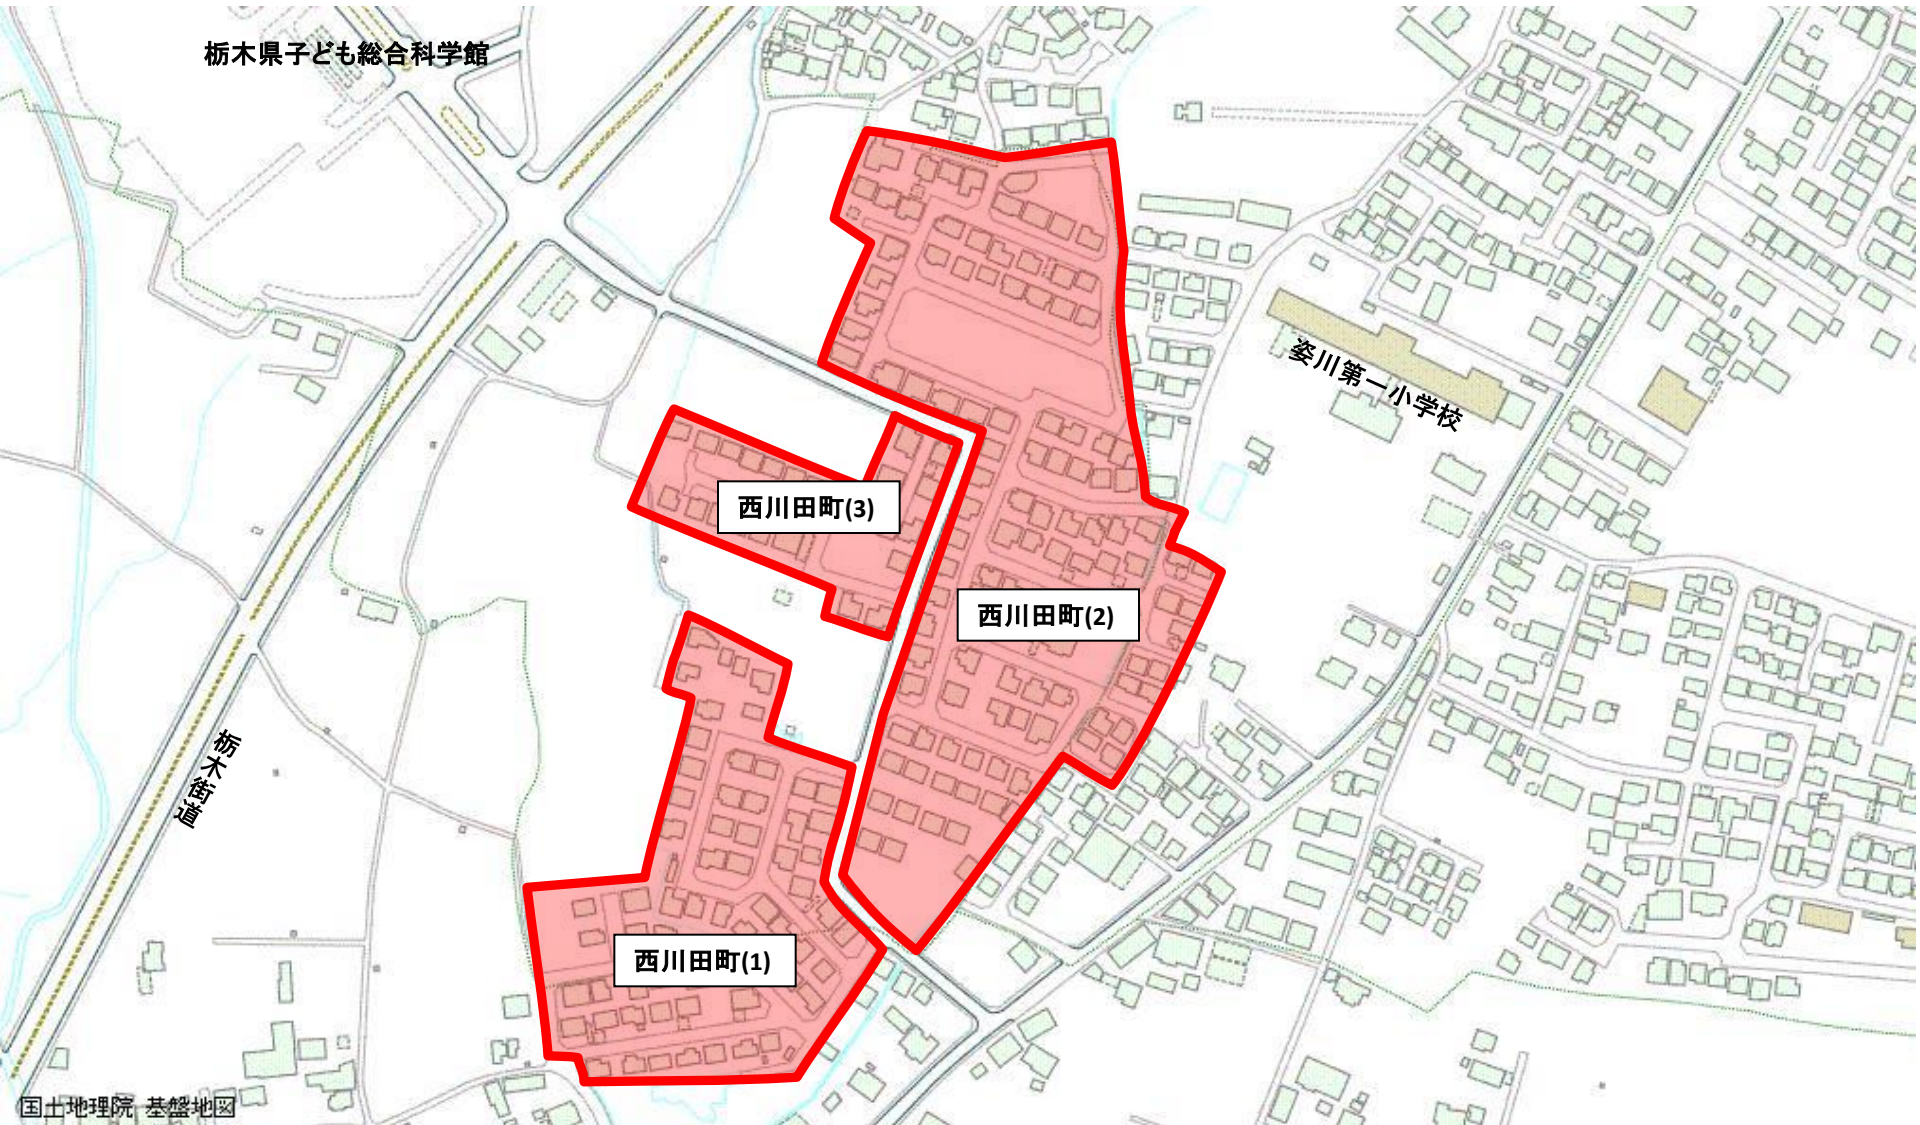 栃木県子ども総合科学館
姿川第一小学校
西川田町(3)
西川田町(2)
栃木街道
西川田町(1)
国土地理院 基盤地図